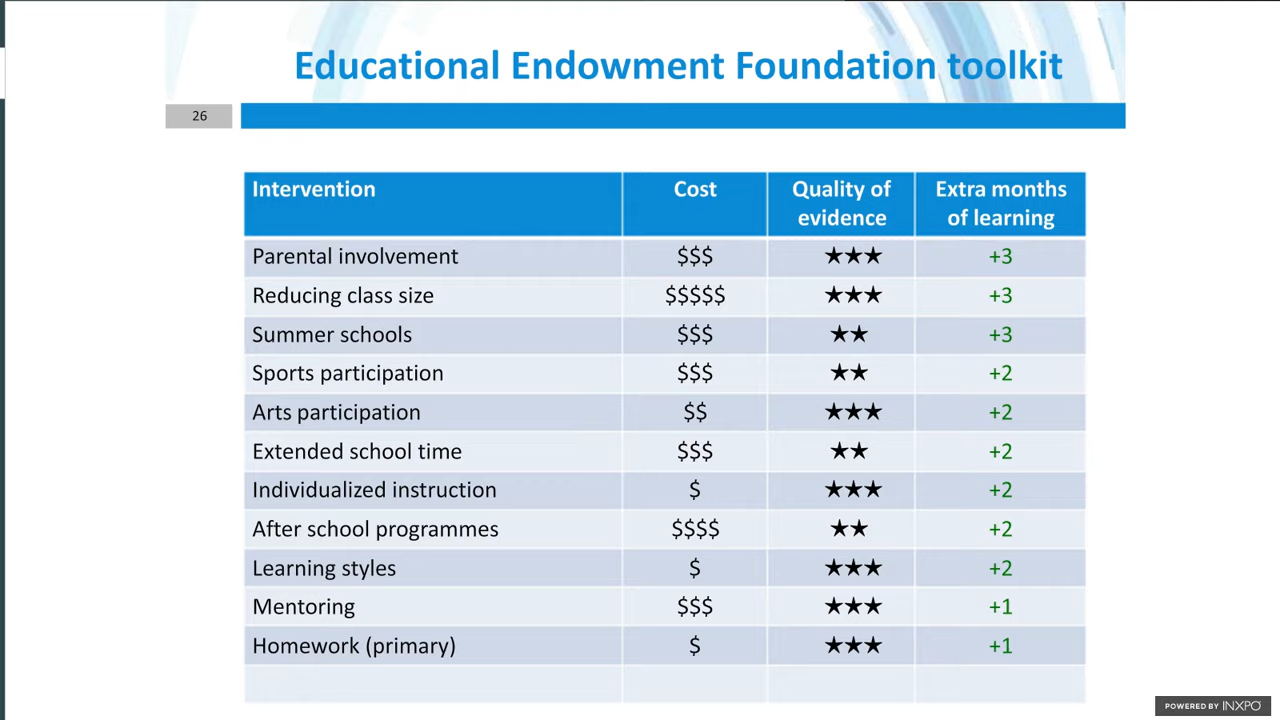 Educational Endowment Foundation toolkit
26
Intervention Cost Quality of evidence Extra months of learning
Parental involvement $$$ ★★★ +3
Reducing class size $$$$$ ★★★ +3
Summer schools $$$ ★★ +3
Sports participation $$$ ★★ +2
Arts participation $$ ★★★ +2
Extended school time $$$ ★★ +2
Individualized instruction $ ★★★ +2
After school programmes $$$$ ★★ +2
Learning styles $ ★★★ +2
Mentoring $$$ ★★★ +1
Homework (primary) $ ★★★ +1
POWERED BY INXPO